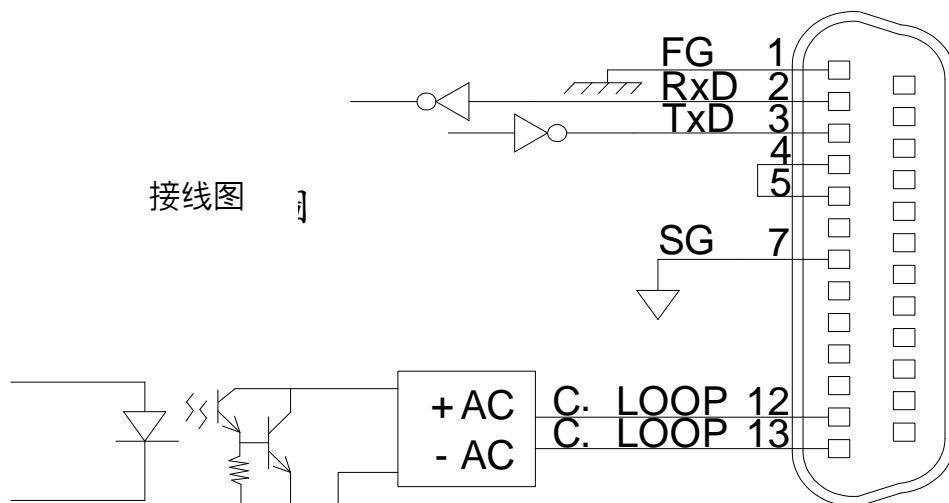 FG 1
RxD 2
TxD 3
4
5
接线图
SG 7
+ AC
- AC
C. LOOP 12
C. LOOP 13